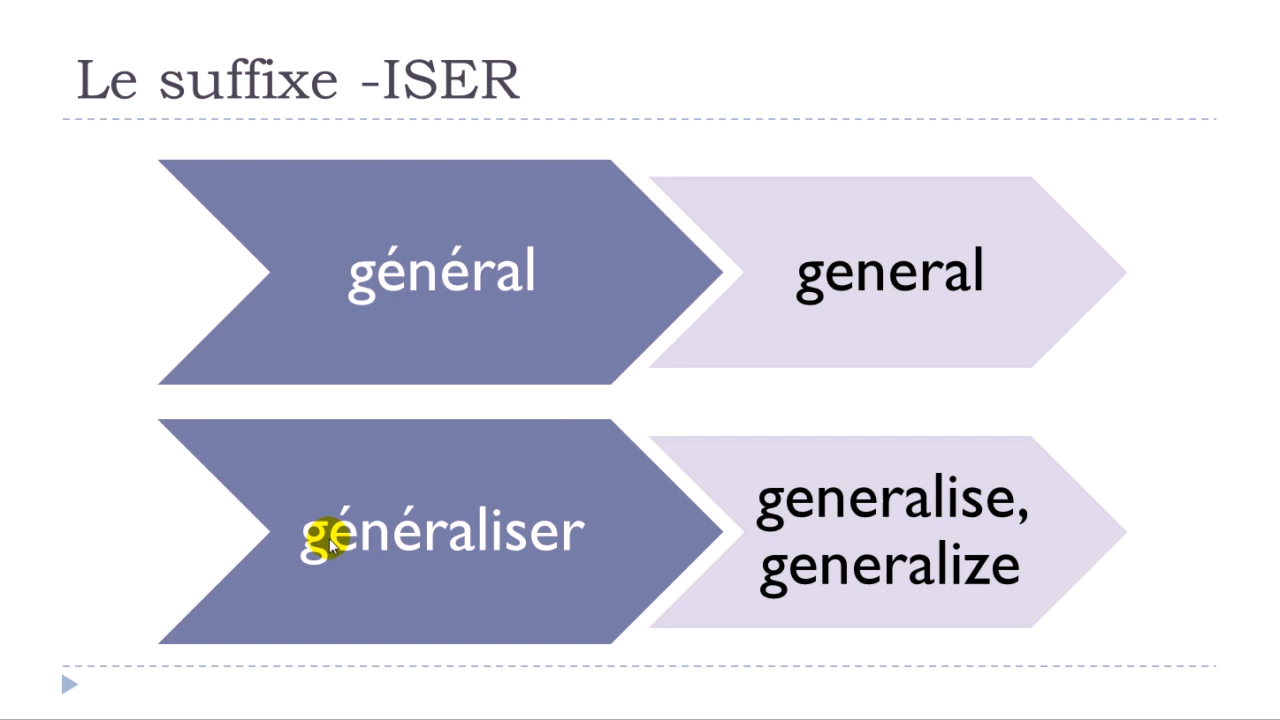 Le suffixe -ISER
général
general
généraliser
generalise,
generalize